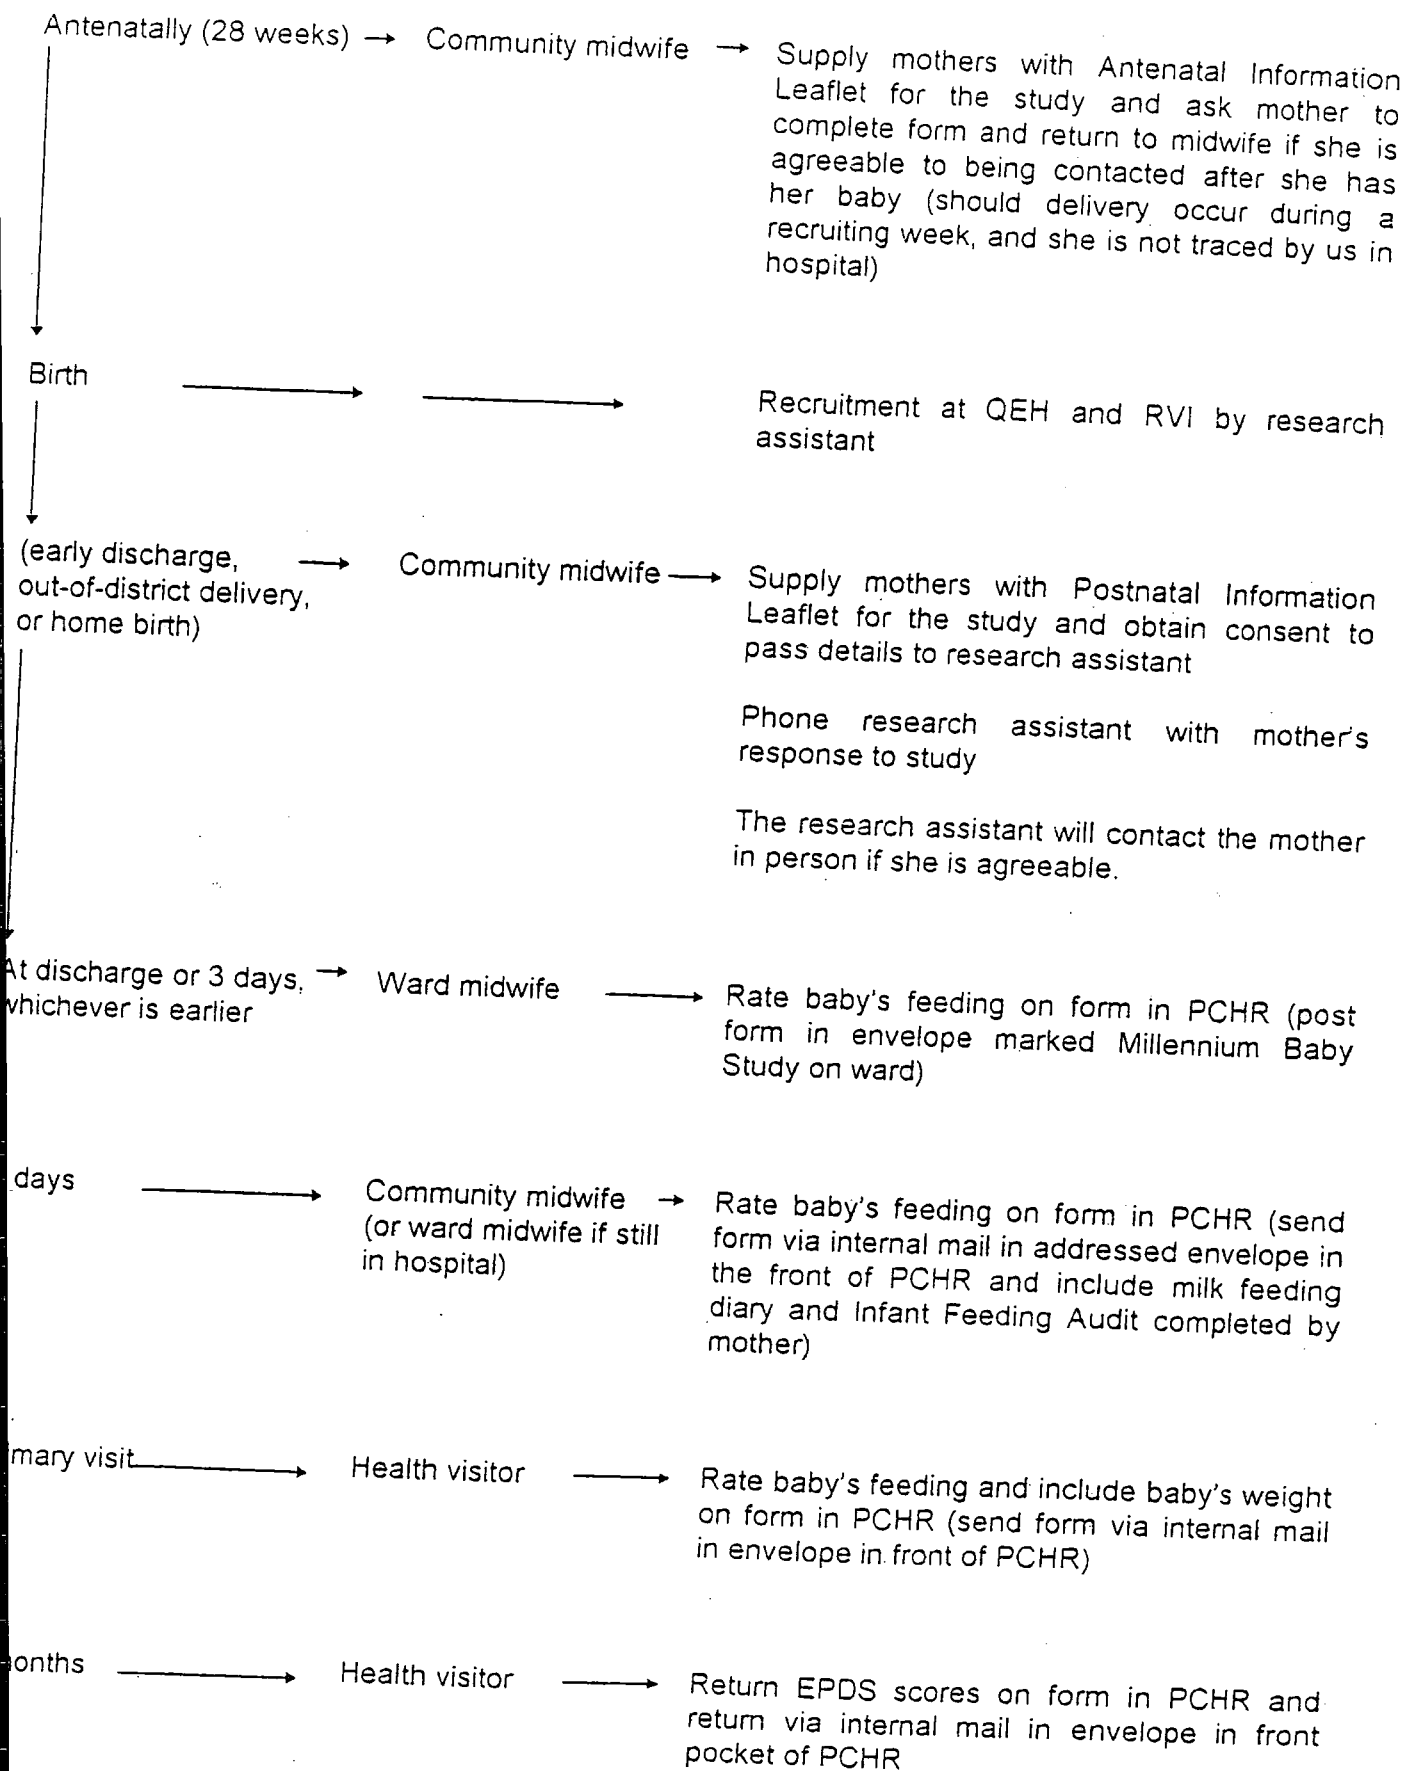 Antenatally (28 weeks) → Community midwife → Supply mothers with Antenatal Information
Leaflet for the study and ask mother to
complete form and return to midwife if she is
agreeable to being contacted after she has
her baby (should delivery occur during a
recruiting week, and she is not traced by us in
hospital)
Birth
Recruitment at QEH and RVI by research
assistant
(early discharge,
out-of-district delivery,
or home birth)
Community midwife
Supply mothers with Postnatal Information
Leaflet for the study and obtain consent to
pass details to research assistant
Phone research assistant with mother's
response to study
The research assistant will contact the mother
in person if she is agreeable.
At discharge or 3 days,
whichever is earlier
Ward midwife
Rate baby's feeding on form in PCHR (post
form in envelope marked Millennium Baby
Study on ward)
days
Community midwife
(or ward midwife if still
in hospital)
Rate baby's feeding on form in PCHR (send
form via internal mail in addressed envelope in
the front of PCHR and include milk feeding
diary and Infant Feeding Audit completed by
mother)
imary visit
Health visitor
Rate baby's feeding and include baby's weight
on form in PCHR (send form via internal mail
in envelope in front of PCHR)
onths
Health visitor
Return EPDS scores on form in PCHR and
return via internal mail in envelope in front
pocket of PCHR